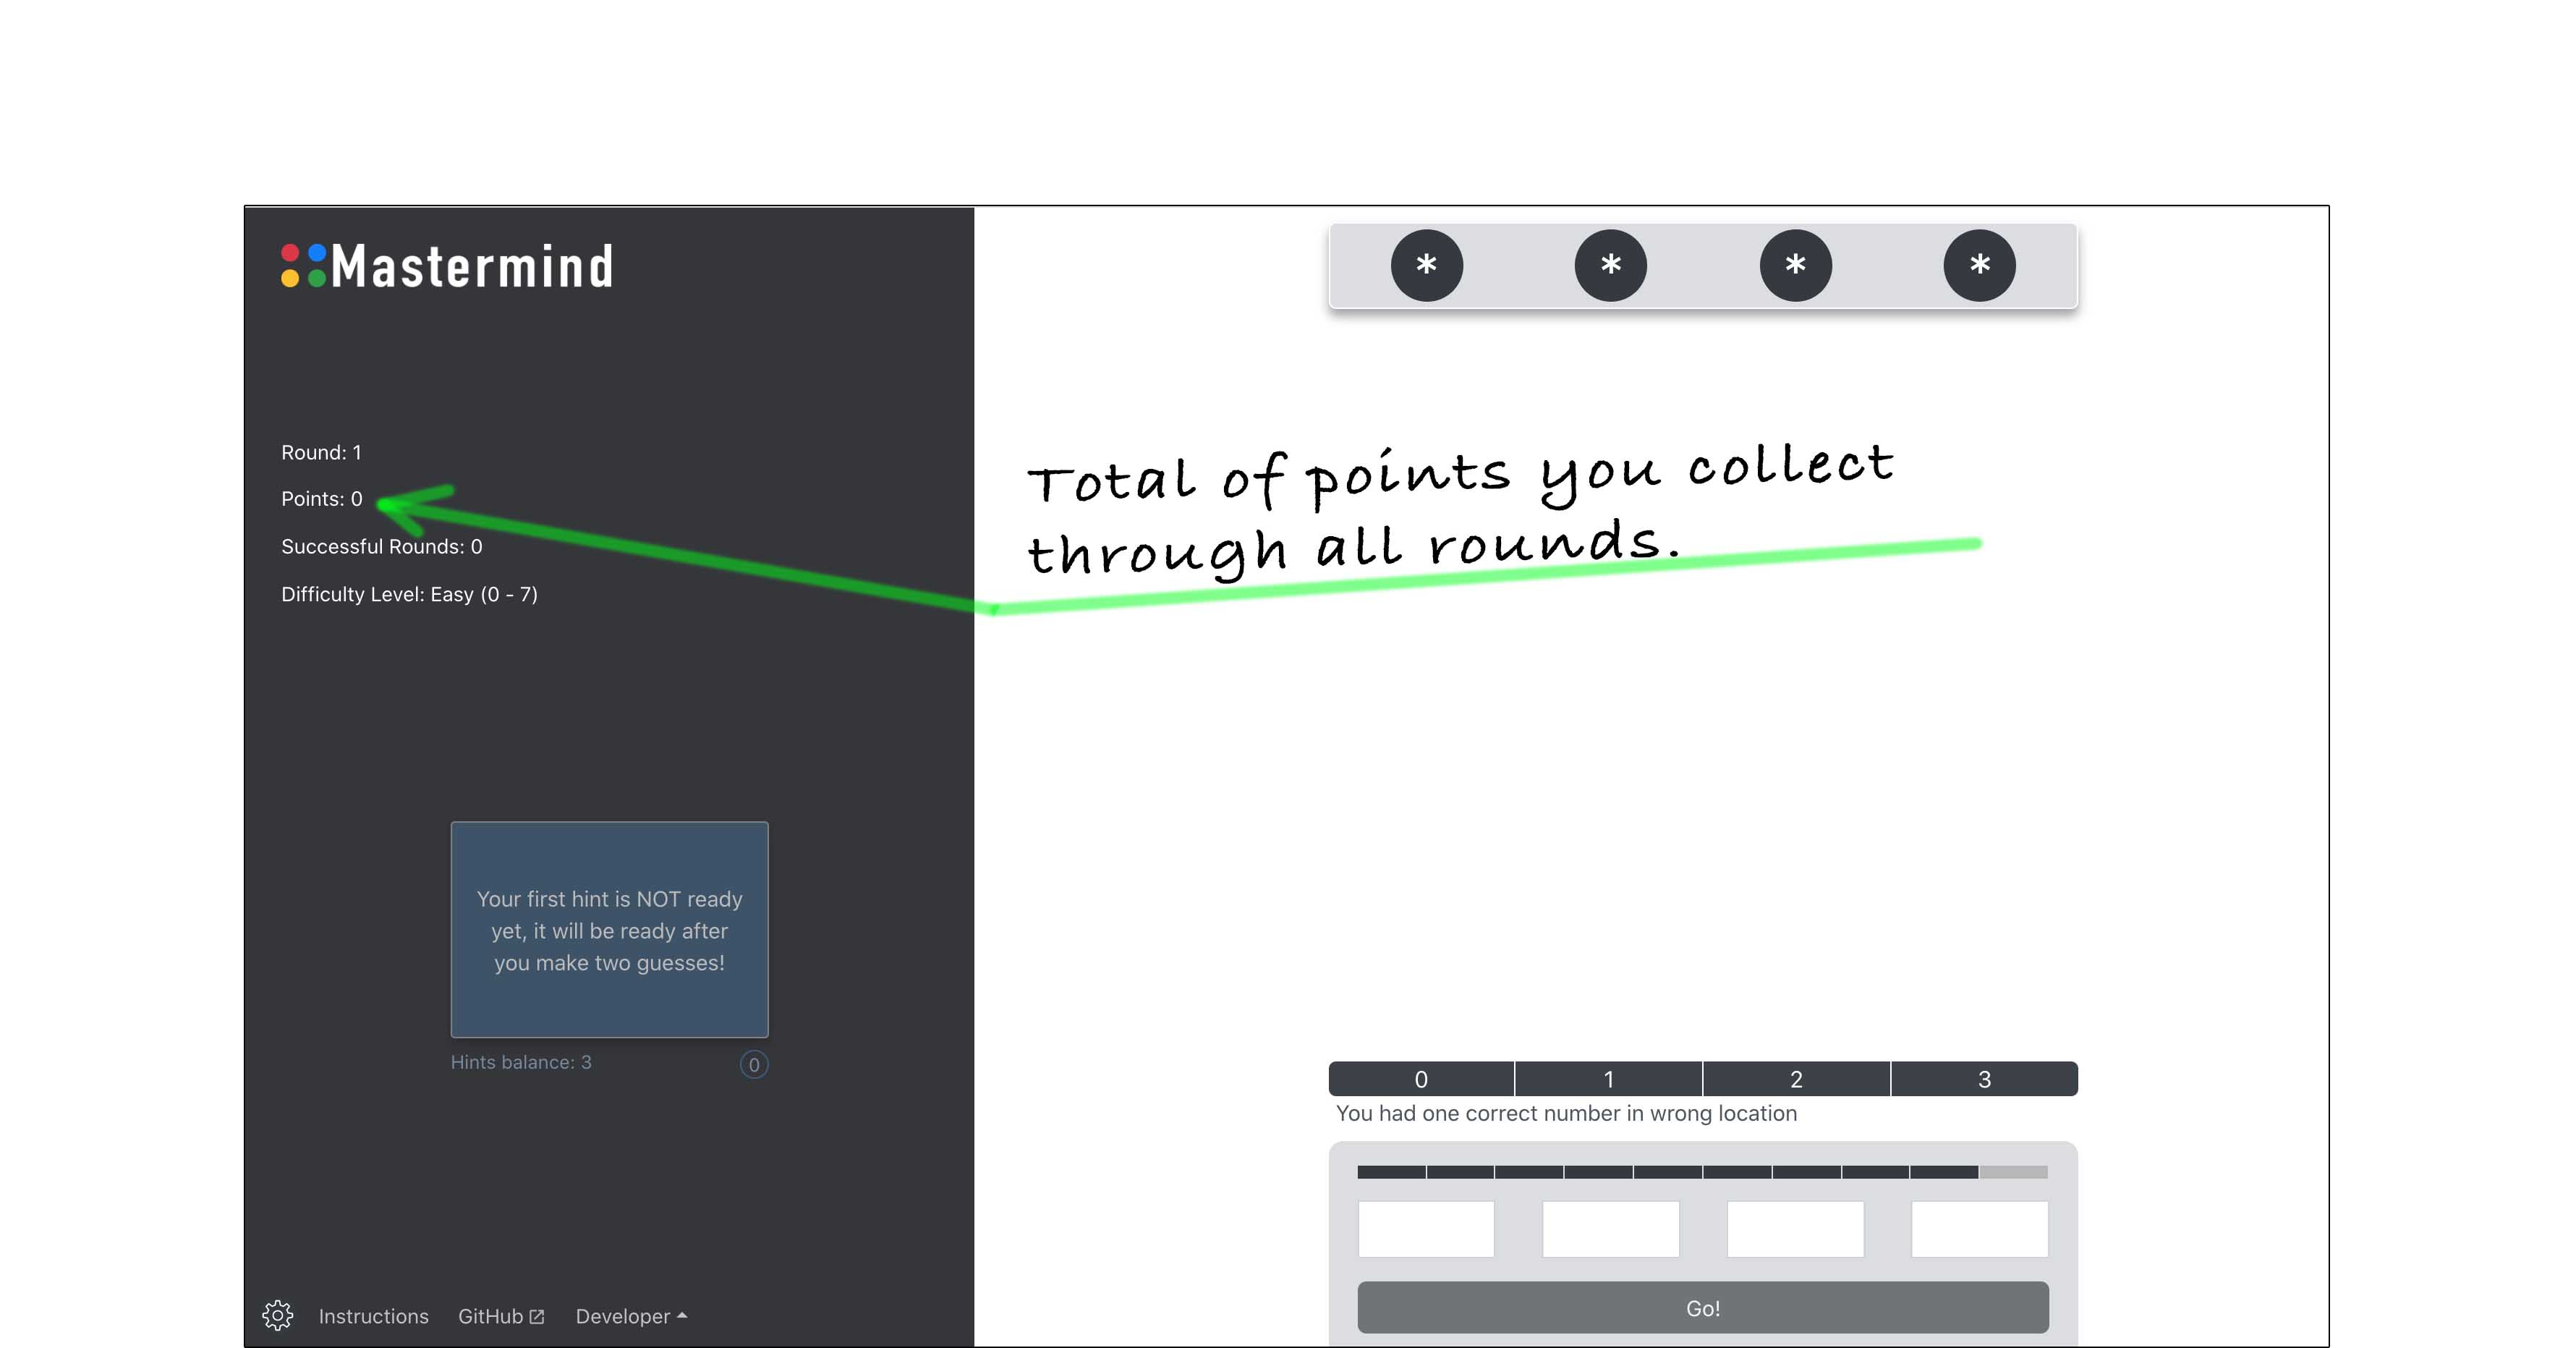 Mastermind
Round: 1
Points: 0
Successful Rounds: 0
Difficulty Level: Easy (0 - 7)
Your first hint is NOT ready
yet, it will be ready after
you make two guesses!
Hints balance: 3
0
Instructions
GitHub
Developer
* * * *
Total of points you collect
through all rounds.
0 1 2 3
You had one correct number in wrong location
Go!